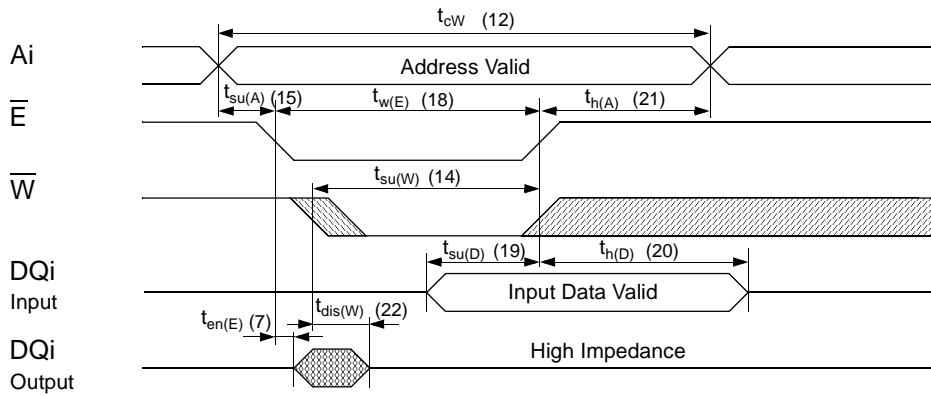 t_cW (12)
Ai
Address Valid
t_su(A) (15) t_w(E) (18) t_h(A) (21)
E̅
t_su(W) (14)
W̅
t_su(D) (19) t_h(D) (20)
DQi
Input
Input Data Valid
t_en(E) (7) t_dis(W) (22)
DQi
Output
High Impedance